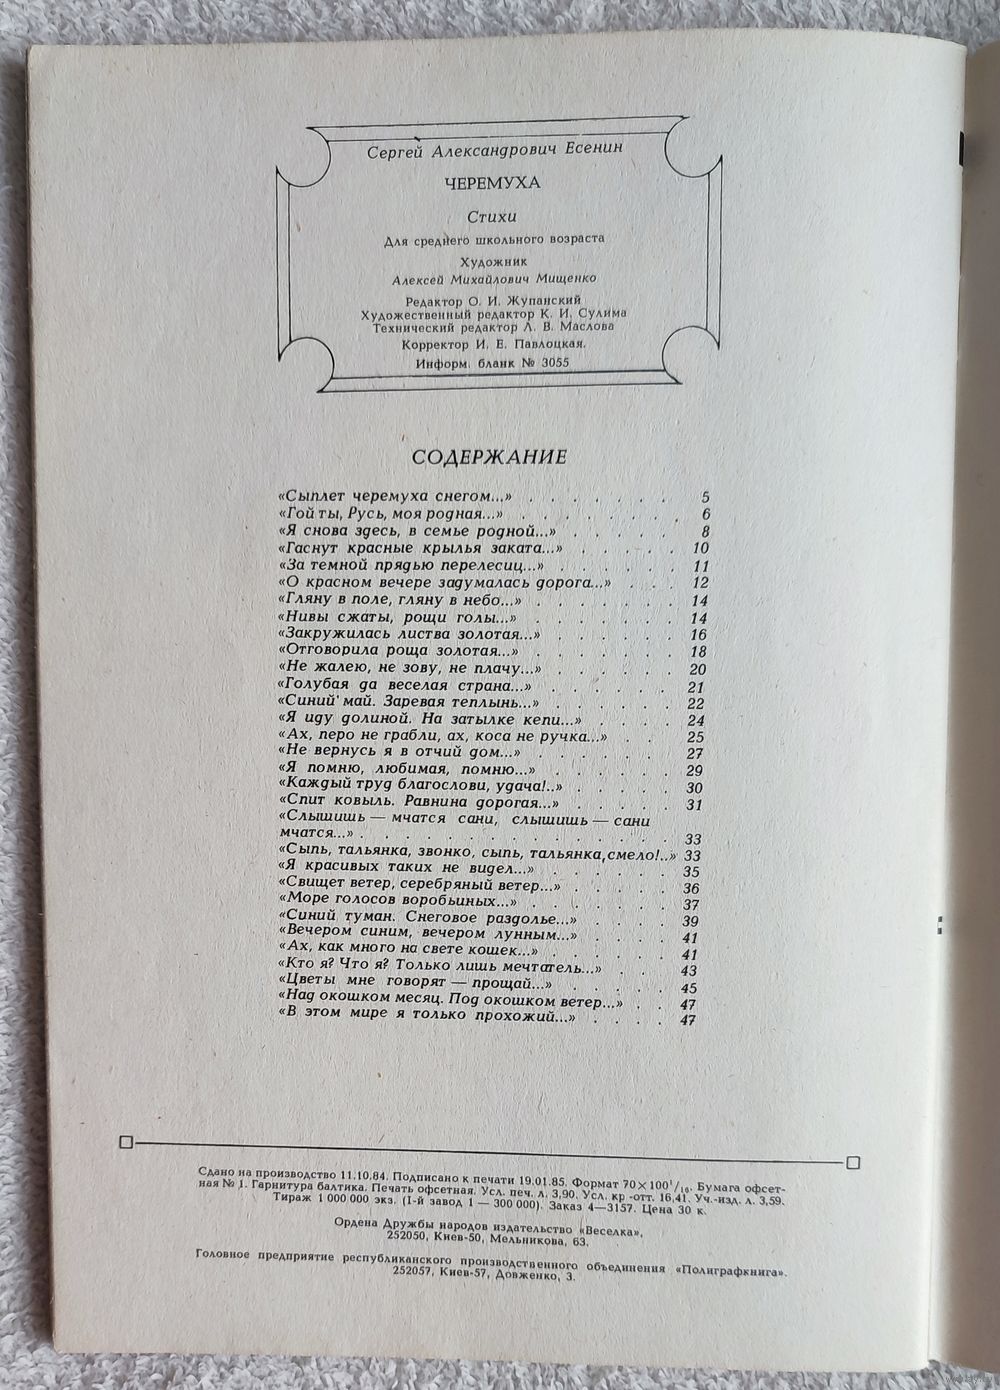 Сергей Александрович Есенин
ЧЕРЕМУХА
Стихи
Для среднего школьного возраста
Художник
Алексей Михайлович Мищенко
Редактор О. И. Жупанский
Художественный редактор К. И. Сулима
Технический редактор Л. В. Маслова
Корректор И. Е. Павлоцкая.
Информ. бланк № 3055
СОДЕРЖАНИЕ
«Сыплет черемуха снегом...» . . . . . . . 5
«Гой ты, Русь, моя родная...» . . . . . . . 6
«Я снова здесь, в семье родной...» . . . . . 8
«Гаснут красные крылья заката...» . . . . . 10
«За темной прядью перелесиц...» . . . . . . 11
«О красном вечере задумалась дорога...» . . . 12
«Гляну в поле, гляну в небо...» . . . . . . . 14
«Нивы сжаты, рощи голы...» . . . . . . . 14
«Закружилась листва золотая...» . . . . . . 16
«Отговорила роща золотая...» . . . . . . . 18
«Не жалею, не зову, не плачу...» . . . . . . 20
«Голубая да веселая страна...» . . . . . . 21
«Синий май. Заревая теплынь...» . . . . . . 22
«Я иду долиной. На затылке кепи...» . . . . 24
«Ах, перо не грабли, ах, коса не ручка...» . . 25
«Не вернусь я в отчий дом...» . . . . . . 27
«Я помню, любимая, помню...» . . . . . . 29
«Каждый труд благослови, удача!..» . . . . . 30
«Спит ковыль. Равнина дорогая...» . . . . . 31
«Слышишь — мчатся сани, слышишь — сани
мчатся...» . . . . . . . . . . . . . 33
«Сыпь, тальянка, звонко, сыпь, тальянка, смело!..» 33
«Я красивых таких не видел...» . . . . . . 35
«Свищет ветер, серебряный ветер...» . . . . . 36
«Море голосов воробьиных...» . . . . . . 37
«Синий туман. Снеговое раздолье...» . . . . 39
«Вечером синим, вечером лунным...» . . . . 41
«Ах, как много на свете кошек...» . . . . . 41
«Кто я? Что я? Только лишь мечтатель...» . . . 43
«Цветы мне говорят — прощай...» . . . . . 45
«Над окошком месяц. Под окошком ветер...» . . 47
«В этом мире я только прохожий...» . . . . 47
Сдано на производство 11.10.84. Подписано к печати 19.01.85. Формат 70×100¹/₁₆. Бумага офсет-
ная № 1. Гарнитура балтика. Печать офсетная. Усл. печ. л. 3,90. Усл. кр-отт. 16,41. Уч.-изд. л. 3,59.
Тираж 1 000 000 экз. (I-й завод 1 — 300 000). Заказ 4—3157. Цена 30 к.
Ордена Дружбы народов издательство «Веселка»,
252050, Киев-50, Мельникова, 63.
Головное предприятие республиканского производственного объединения «Полиграфкнига».
252057, Киев-57, Довженко, 3.